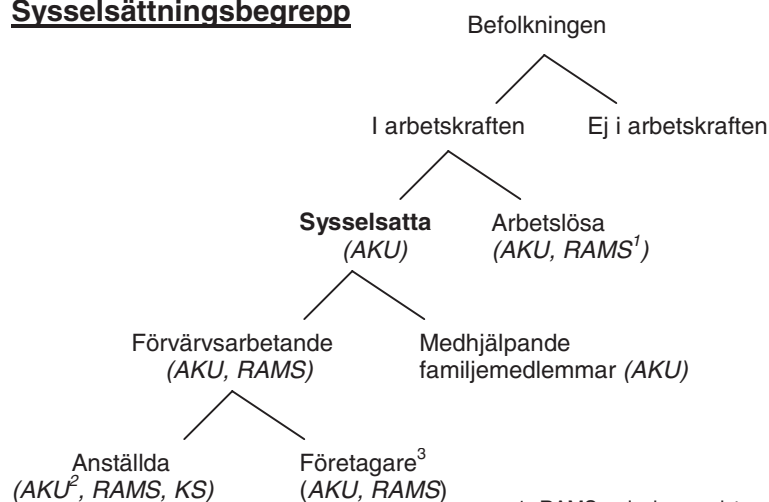 Sysselsättningsbegrepp
Befolkningen
I arbetskraften
Ej i arbetskraften
Sysselsatta
(AKU)
Arbetslösa
(AKU, RAMS¹)
Förvärvsarbetande
(AKU, RAMS)
Medhjälpande
familjemedlemmar (AKU)
Anställda
(AKU², RAMS, KS)
Företagare³
(AKU, RAMS)